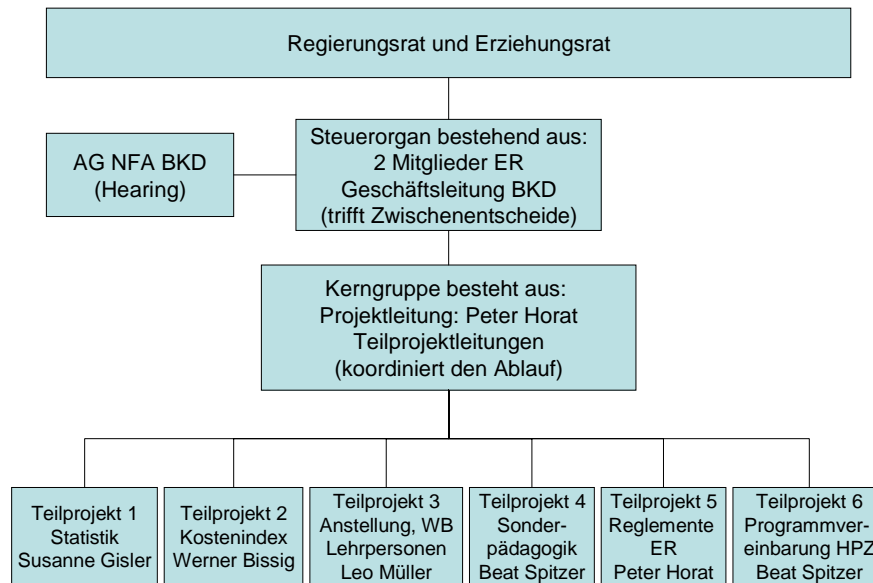 Regierungsrat und Erziehungsrat
AG NFA BKD
(Hearing)
Steuerorgan bestehend aus:
2 Mitglieder ER
Geschäftsleitung BKD
(trifft Zwischenentscheide)
Kerngruppe besteht aus:
Projektleitung: Peter Horat
Teilprojektleitungen
(koordiniert den Ablauf)
Teilprojekt 1
Statistik
Susanne Gisler
Teilprojekt 2
Kostenindex
Werner Bissig
Teilprojekt 3
Anstellung, WB
Lehrpersonen
Leo Müller
Teilprojekt 4
Sonder-
pädagogik
Beat Spitzer
Teilprojekt 5
Reglemente
ER
Peter Horat
Teilprojekt 6
Programmver-
einbarung HPZ
Beat Spitzer